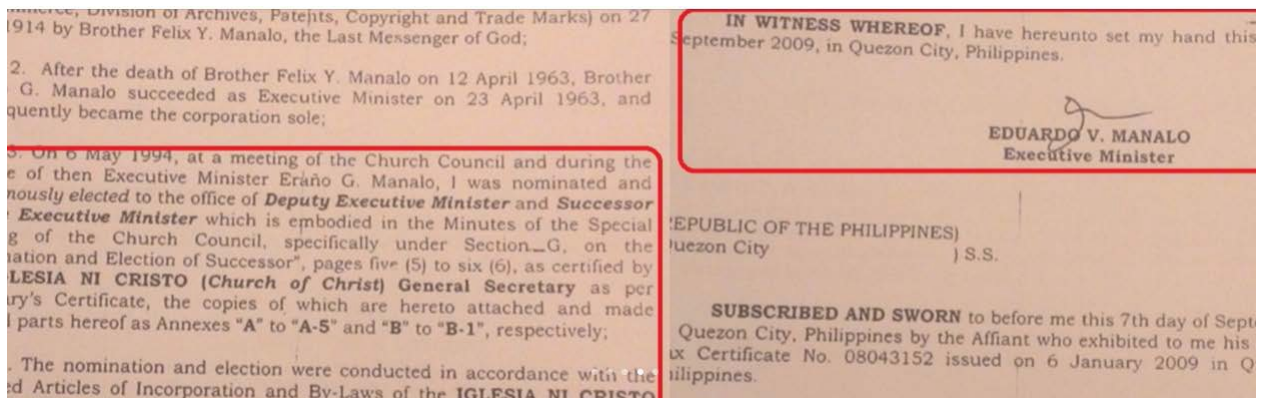 Division of Archives, Patents, Copyright and Trade Marks) on 27
1914 by Brother Felix Y. Manalo, the Last Messenger of God;
2. After the death of Brother Felix Y. Manalo on 12 April 1963, Brother
G. Manalo succeeded as Executive Minister on 23 April 1963, and
quently became the corporation sole;
3. On 6 May 1994, at a meeting of the Church Council and during the
e of then Executive Minister Eraño G. Manalo, I was nominated and
nously elected to the office of Deputy Executive Minister and Successor
Executive Minister which is embodied in the Minutes of the Special
g of the Church Council, specifically under Section G, on the
nation and Election of Successor", pages five (5) to six (6), as certified by
LESIA NI CRISTO (Church of Christ) General Secretary as per
ry's Certificate, the copies of which are hereto attached and made
parts hereof as Annexes "A" to "A-5" and "B" to "B-1", respectively;
. The nomination and election were conducted in accordance with the
ed Articles of Incorporation and By-Laws of the IGLESIA NI CRISTO
IN WITNESS WHEREOF, I have hereunto set my hand this
September 2009, in Quezon City, Philippines.
EDUARDO V. MANALO
Executive Minister
REPUBLIC OF THE PHILIPPINES)
Quezon City ) S.S.
SUBSCRIBED AND SWORN to before me this 7th day of Sept
Quezon City, Philippines by the Affiant who exhibited to me his
x Certificate No. 08043152 issued on 6 January 2009 in Q
ilippines.